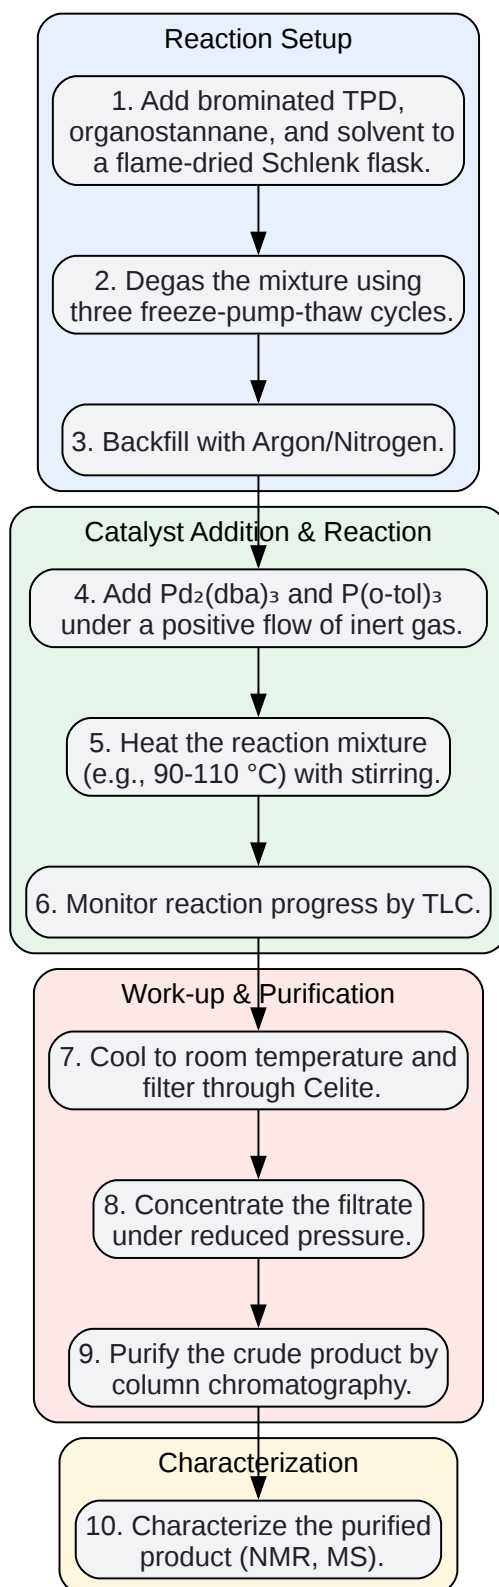 Reaction Setup
1. Add brominated TPD,
organostannane, and solvent to
a flame-dried Schlenk flask.
2. Degas the mixture using
three freeze-pump-thaw cycles.
3. Backfill with Argon/Nitrogen.
Catalyst Addition & Reaction
4. Add Pd₂(dba)₃ and P(o-tol)₃
under a positive flow of inert gas.
5. Heat the reaction mixture
(e.g., 90-110 °C) with stirring.
6. Monitor reaction progress by TLC.
Work-up & Purification
7. Cool to room temperature and
filter through Celite.
8. Concentrate the filtrate
under reduced pressure.
9. Purify the crude product by
column chromatography.
Characterization
10. Characterize the purified
product (NMR, MS).